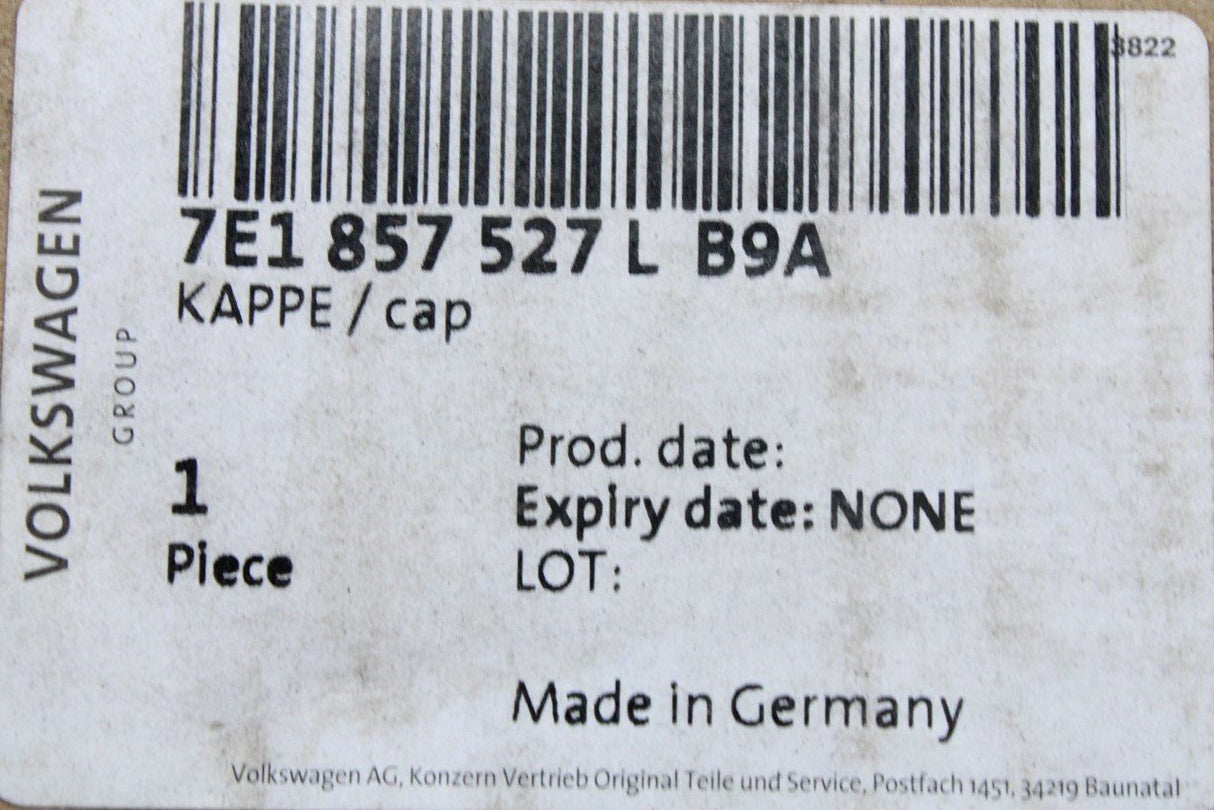 3822
7E1 857 527 L B9A
KAPPE / cap
VOLKSWAGEN
GROUP
1
Piece
Prod. date:
Expiry date: NONE
LOT:
Made in Germany
Volkswagen AG, Konzern Vertrieb Original Teile und Service, Postfach 1451, 34219 Baunatal